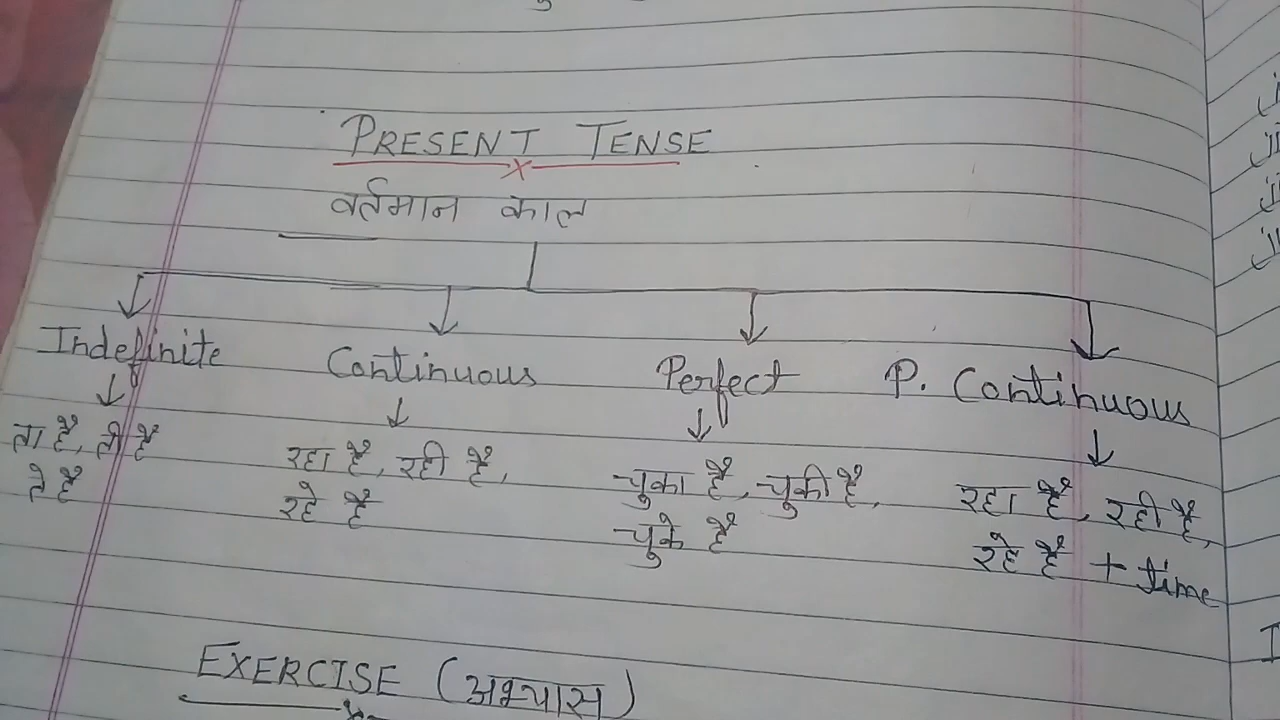 PRESENT TENSE
वर्तमान काल
Indefinite Continuous Perfect P. Continuous
ता है, ती है रहा है, रही है, चुका है, चुकी है, रहा है, रही है,
ते है रहे है चुके है रहे है + time
EXERCISE (अभ्यास)